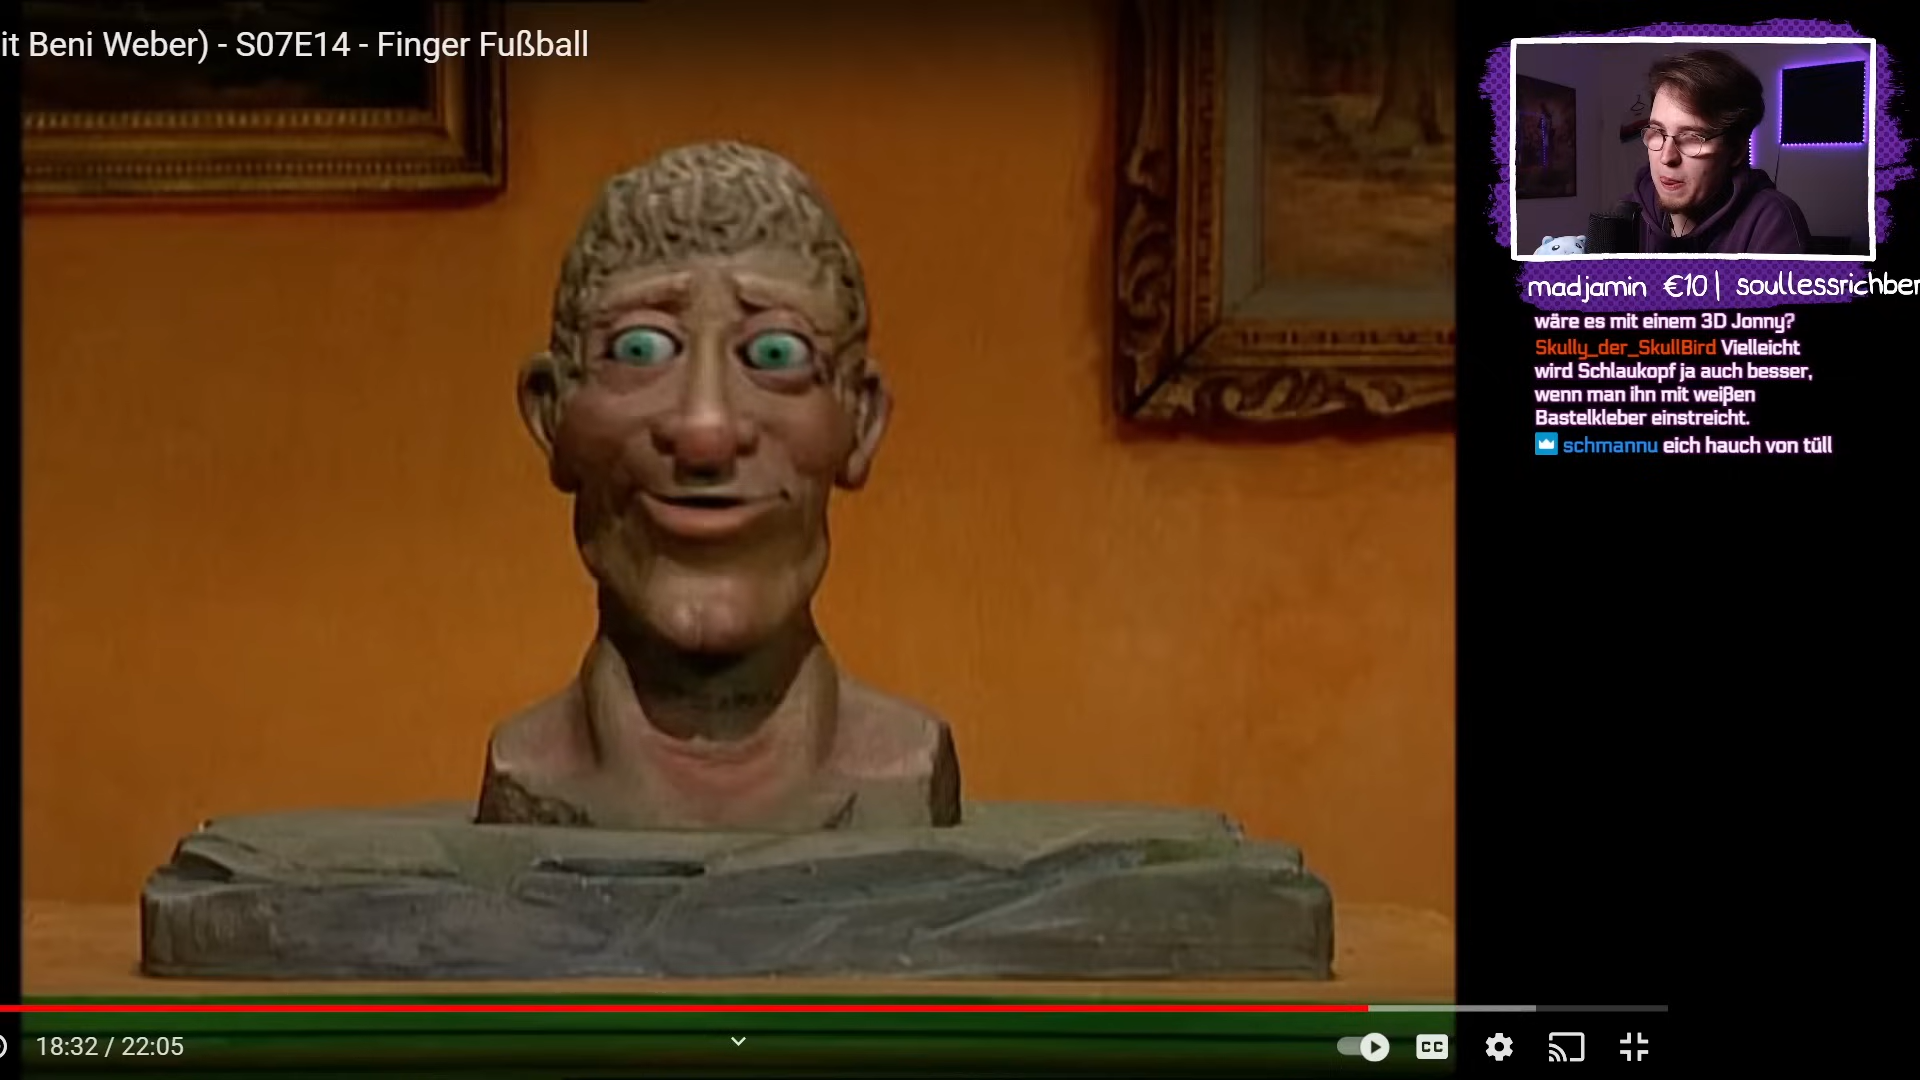 it Beni Weber) - S07E14 - Finger Fußball
madjamin €10 | soullessrichber
wäre es mit einem 3D Jonny?
Skully_der_SkullBird Vielleicht
wird Schlaukopf ja auch besser,
wenn man ihn mit weißen
Bastelkleber einstreicht.
schmannu eich hauch von tüll
18:32 / 22:05
CC